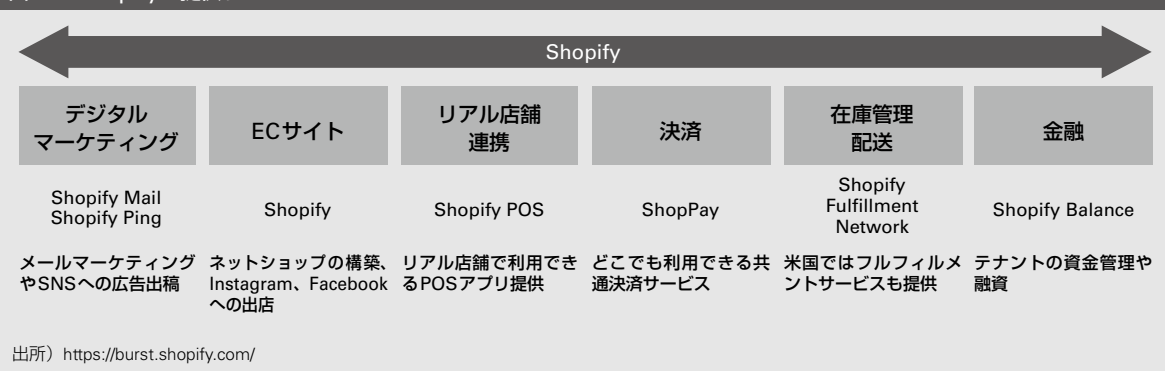 Shopify
デジタル
マーケティング
ECサイト
リアル店舗
連携
決済
在庫管理
配送
金融
Shopify Mail
Shopify Ping
Shopify
Shopify POS
ShopPay
Shopify
Fulfillment
Network
Shopify Balance
メールマーケティング
やSNSへの広告出稿
ネットショップの構築、
Instagram、Facebook
への出店
リアル店舗で利用でき
るPOSアプリ提供
どこでも利用できる共
通決済サービス
米国ではフルフィルメ
ントサービスも提供
テナントの資金管理や
融資
出所）https://burst.shopify.com/